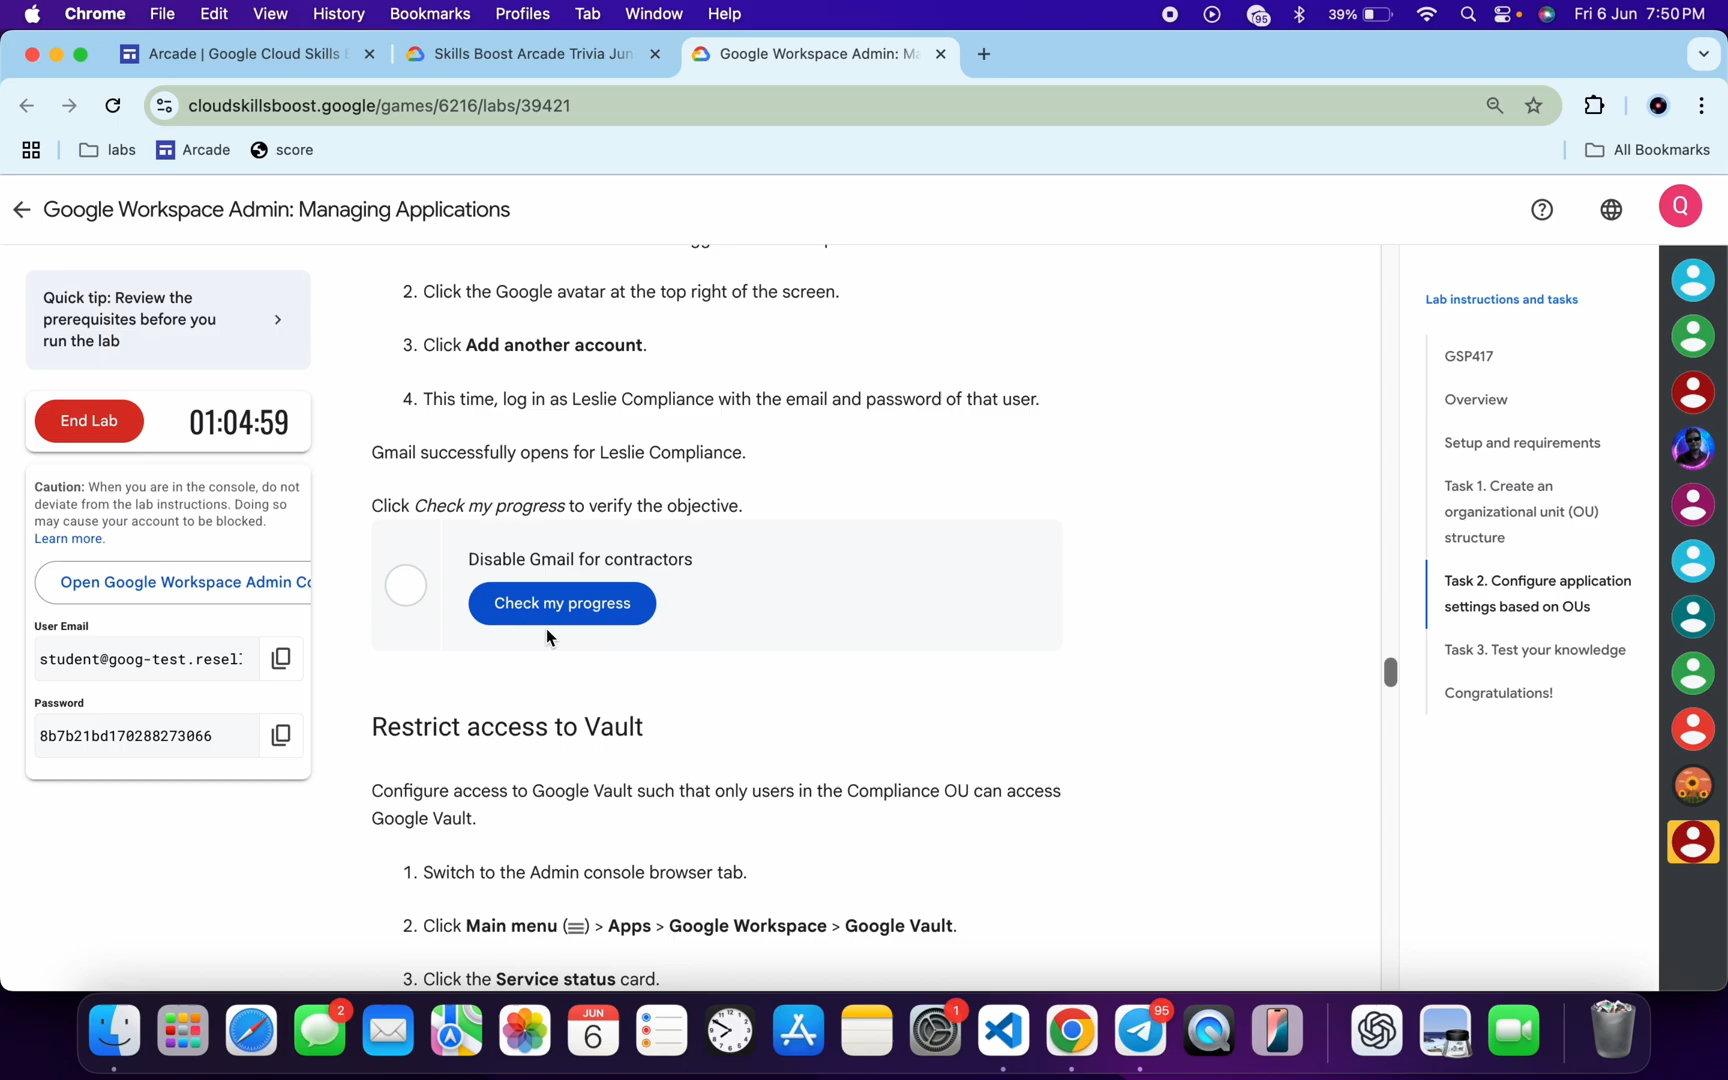 Chrome File Edit View History Bookmarks Profiles Tab Window Help 95 39% Fri 6 Jun 7:50PM
Arcade | Google Cloud Skills Skills Boost Arcade Trivia Jun Google Workspace Admin: Ma
cloudskillsboost.google/games/6216/labs/39421
labs Arcade score All Bookmarks
Google Workspace Admin: Managing Applications
Q
Quick tip: Review the
prerequisites before you
run the lab
End Lab 01:04:59
Caution: When you are in the console, do not
deviate from the lab instructions. Doing so
may cause your account to be blocked.
Learn more.
Open Google Workspace Admin Co
User Email
student@goog-test.resel
Password
8b7b21bd170288273066
2. Click the Google avatar at the top right of the screen.
3. Click Add another account.
4. This time, log in as Leslie Compliance with the email and password of that user.
Gmail successfully opens for Leslie Compliance.
Click Check my progress to verify the objective.
Disable Gmail for contractors
Check my progress
Restrict access to Vault
Configure access to Google Vault such that only users in the Compliance OU can access
Google Vault.
1. Switch to the Admin console browser tab.
2. Click Main menu (≡) > Apps > Google Workspace > Google Vault.
3. Click the Service status card.
Lab instructions and tasks
GSP417
Overview
Setup and requirements
Task 1. Create an
organizational unit (OU)
structure
Task 2. Configure application
settings based on OUs
Task 3. Test your knowledge
Congratulations!
2 JUN 6 1 95